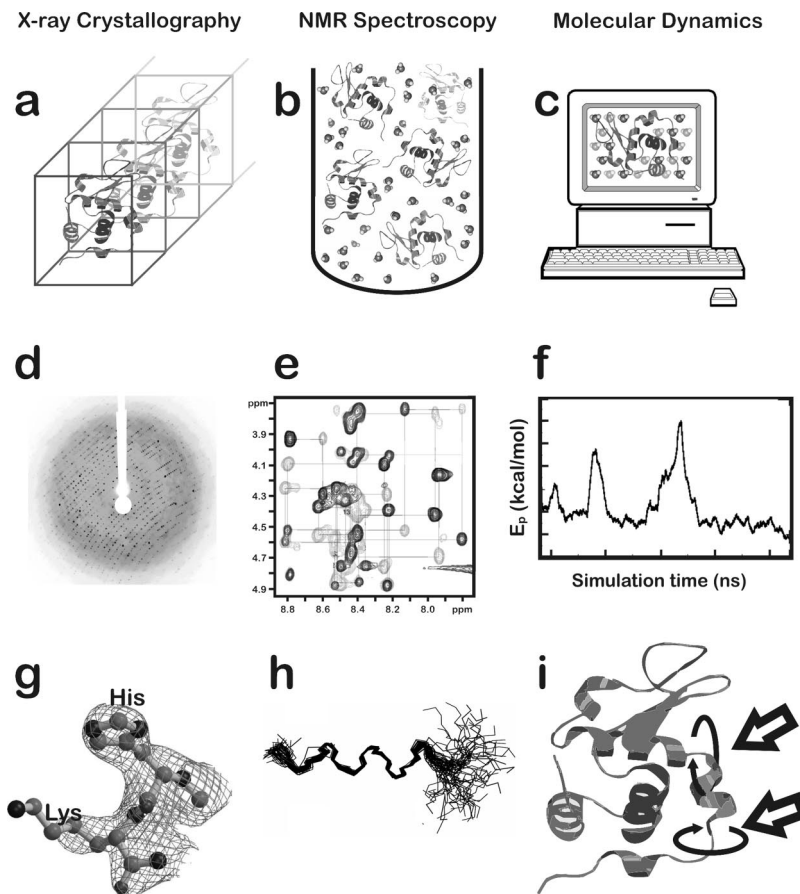 X-ray Crystallography
NMR Spectroscopy
Molecular Dynamics
a
b
c
d
e
f
ppm
3.9
4.1
4.3
4.5
4.7
4.9
8.8
8.6
8.4
8.2
8.0
ppm
Ep (kcal/mol)
Simulation time (ns)
g
His
Lys
h
i